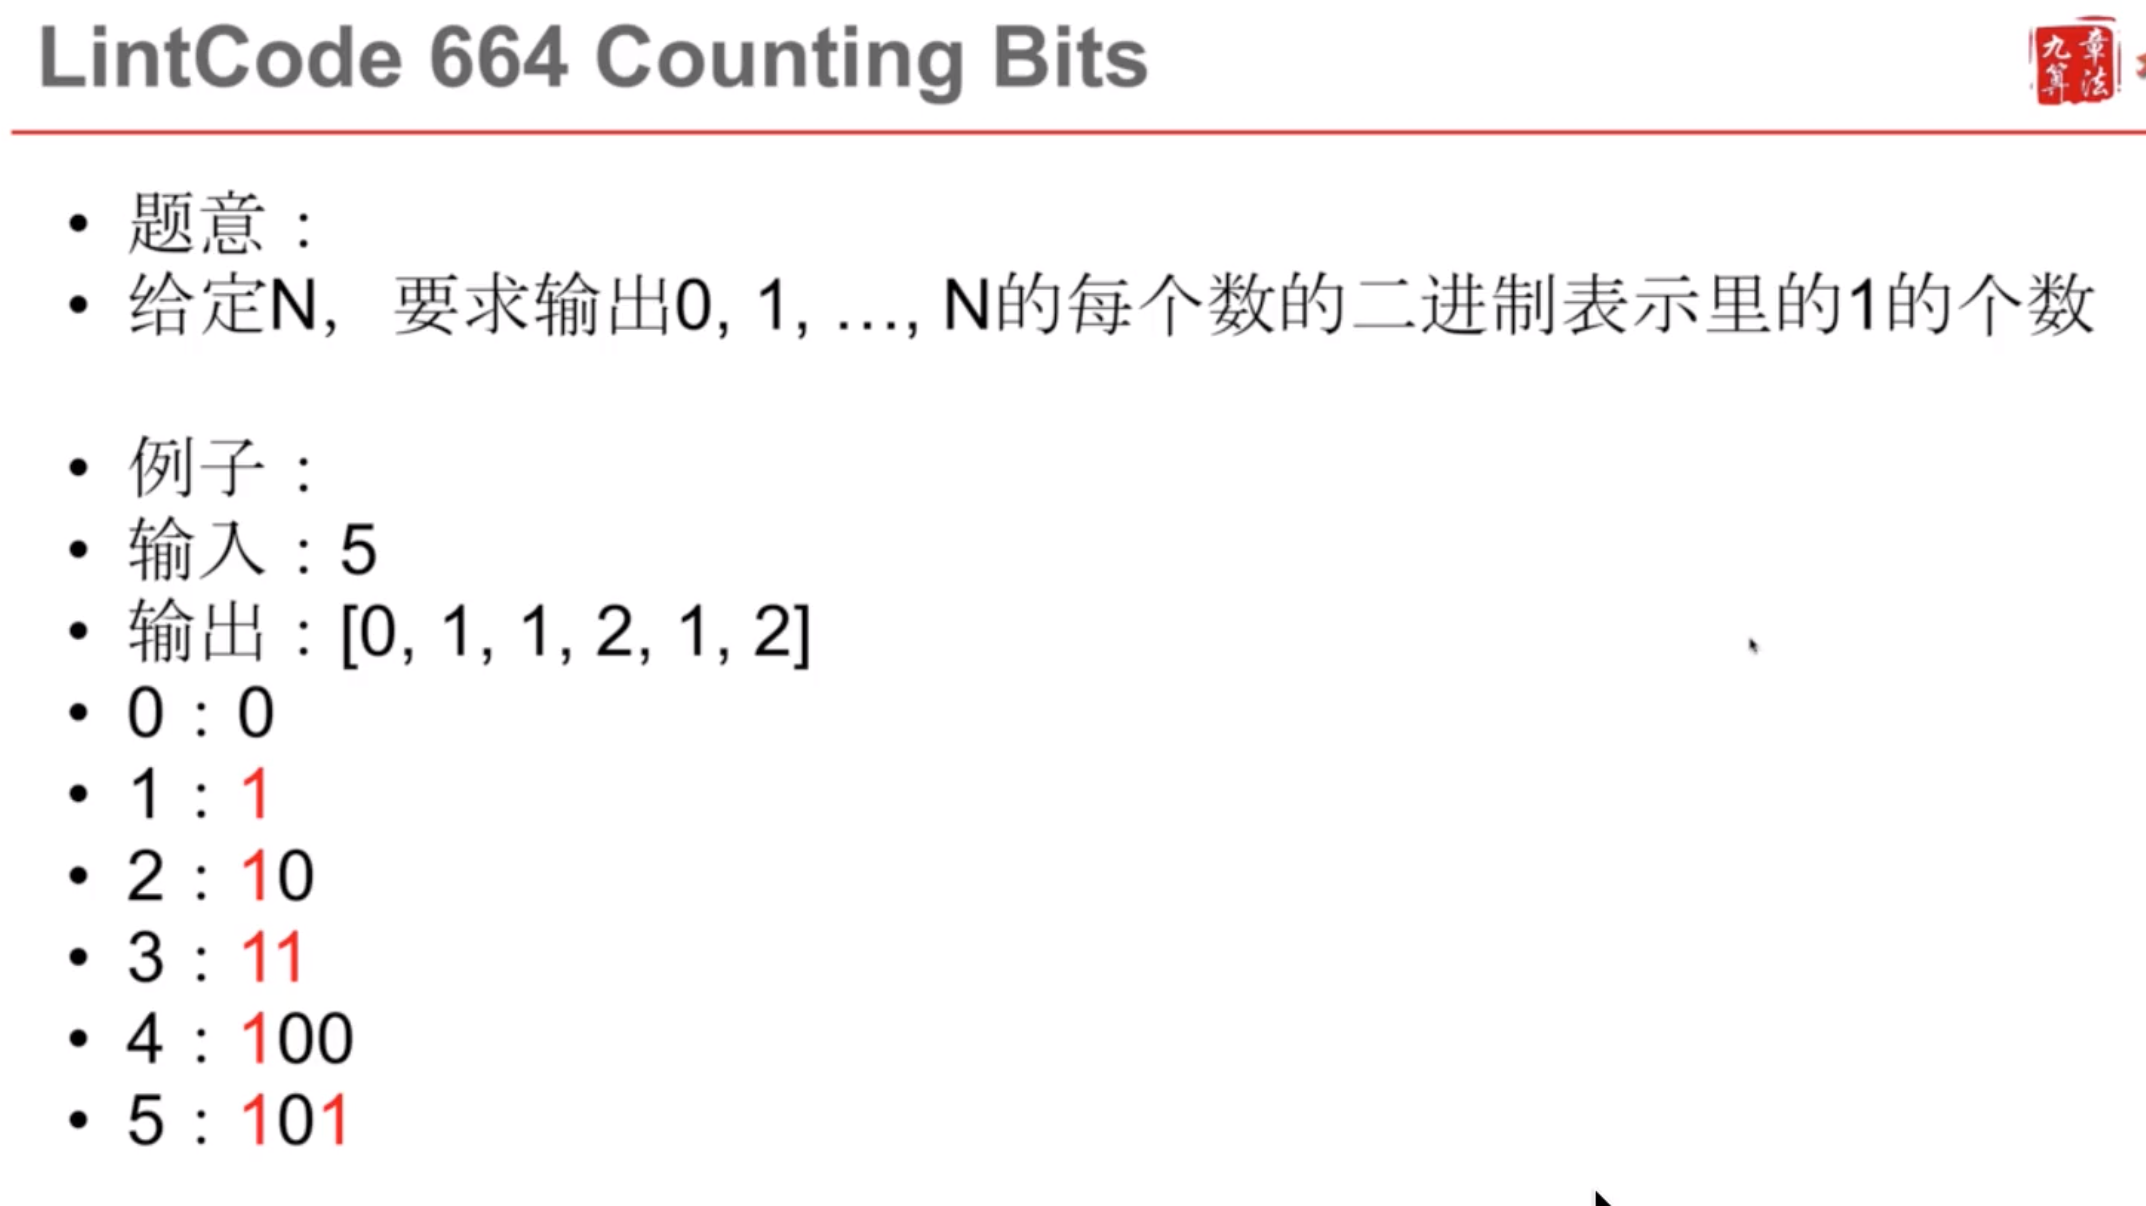 LintCode 664 Counting Bits
九章算法
• 题意：
• 给定N, 要求输出0, 1, …, N的每个数的二进制表示里的1的个数
• 例子：
• 输入：5
• 输出：[0, 1, 1, 2, 1, 2]
• 0：0
• 1：1
• 2：10
• 3：11
• 4：100
• 5：101